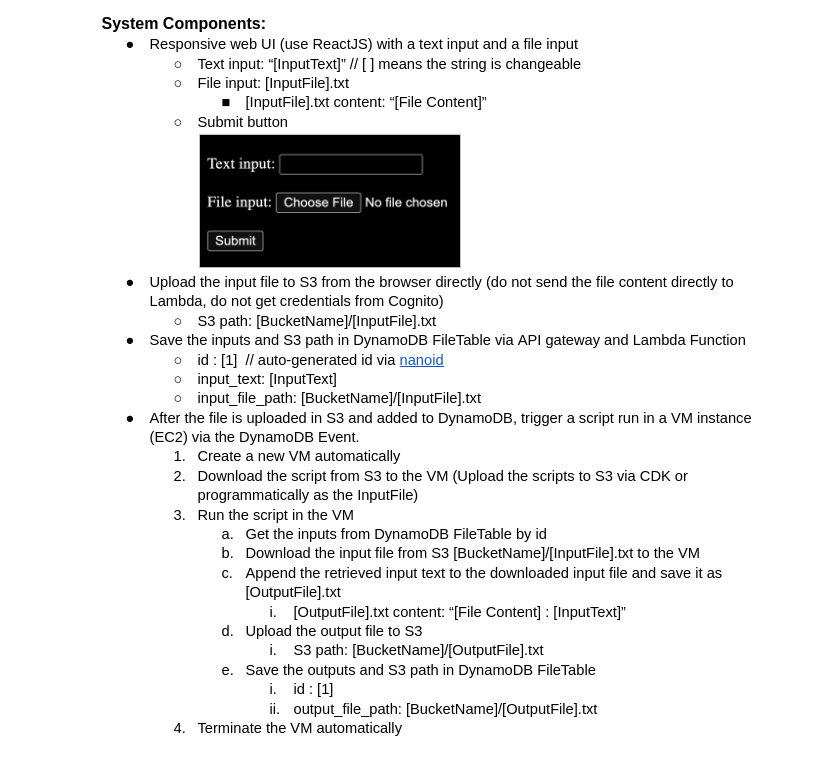 System Components:
● Responsive web UI (use ReactJS) with a text input and a file input
○ Text input: “[InputText]” // [ ] means the string is changeable
○ File input: [InputFile].txt
■ [InputFile].txt content: “[File Content]”
○ Submit button
Text input:
File input: Choose File No file chosen
Submit
● Upload the input file to S3 from the browser directly (do not send the file content directly to
Lambda, do not get credentials from Cognito)
○ S3 path: [BucketName]/[InputFile].txt
● Save the inputs and S3 path in DynamoDB FileTable via API gateway and Lambda Function
○ id : [1] // auto-generated id via nanoid
○ input_text: [InputText]
○ input_file_path: [BucketName]/[InputFile].txt
● After the file is uploaded in S3 and added to DynamoDB, trigger a script run in a VM instance
(EC2) via the DynamoDB Event.
1. Create a new VM automatically
2. Download the script from S3 to the VM (Upload the scripts to S3 via CDK or
programmatically as the InputFile)
3. Run the script in the VM
a. Get the inputs from DynamoDB FileTable by id
b. Download the input file from S3 [BucketName]/[InputFile].txt to the VM
c. Append the retrieved input text to the downloaded input file and save it as
[OutputFile].txt
i. [OutputFile].txt content: “[File Content] : [InputText]”
d. Upload the output file to S3
i. S3 path: [BucketName]/[OutputFile].txt
e. Save the outputs and S3 path in DynamoDB FileTable
i. id : [1]
ii. output_file_path: [BucketName]/[OutputFile].txt
4. Terminate the VM automatically